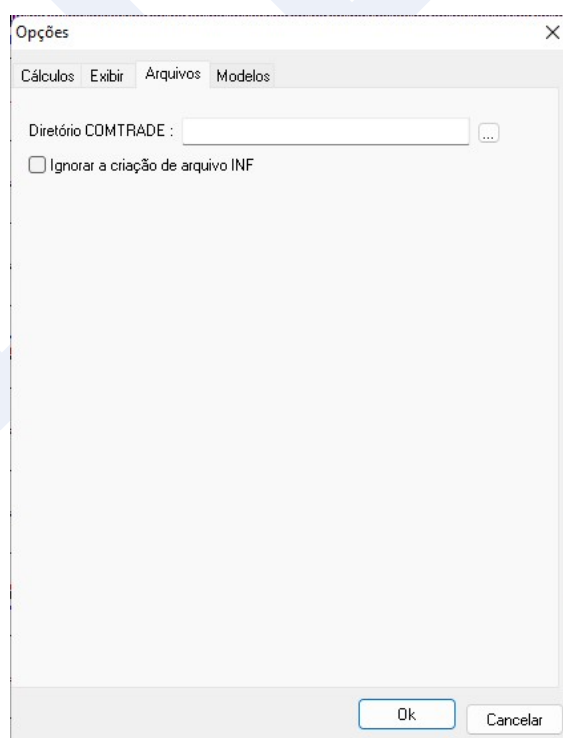 Opções
Cálculos Exibir Arquivos Modelos
Diretório COMTRADE :
...
Ignorar a criação de arquivo INF
Ok Cancelar